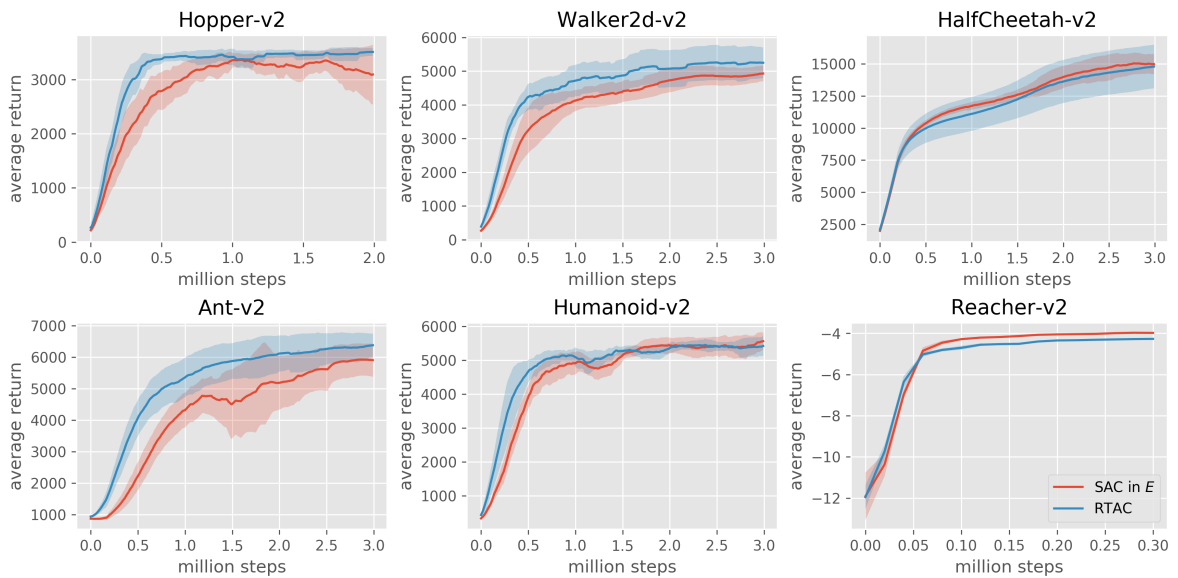 Hopper-v2
average return
3000
2000
1000
0
0.0 0.5 1.0 1.5 2.0
million steps
Walker2d-v2
average return
6000
5000
4000
3000
2000
1000
0
0.0 0.5 1.0 1.5 2.0 2.5 3.0
million steps
HalfCheetah-v2
average return
15000
12500
10000
7500
5000
2500
0.0 0.5 1.0 1.5 2.0 2.5 3.0
million steps
Ant-v2
average return
7000
6000
5000
4000
3000
2000
1000
0.0 0.5 1.0 1.5 2.0 2.5 3.0
million steps
Humanoid-v2
average return
6000
5000
4000
3000
2000
1000
0.0 0.5 1.0 1.5 2.0 2.5 3.0
million steps
Reacher-v2
average return
−4
−6
−8
−10
−12
SAC in E
RTAC
0.00 0.05 0.10 0.15 0.20 0.25 0.30
million steps